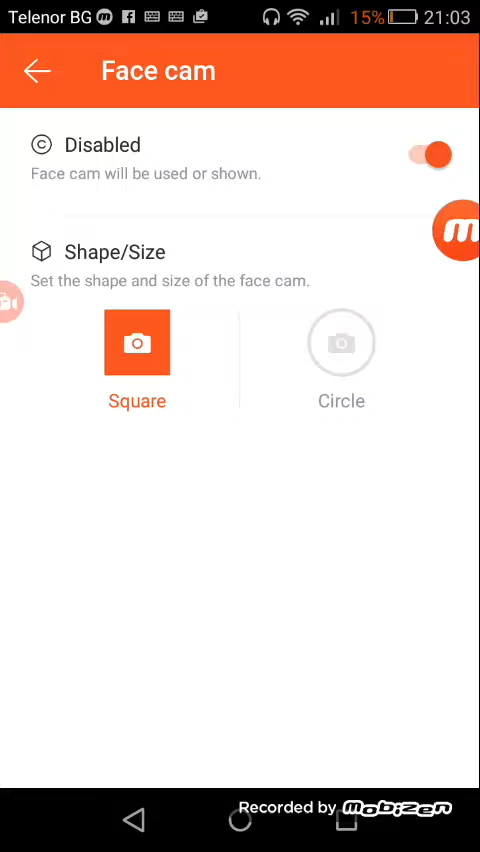 Telenor BG 15% 21:03
Face cam
Disabled
Face cam will be used or shown.
Shape/Size
Set the shape and size of the face cam.
Square Circle
Recorded by mobizen